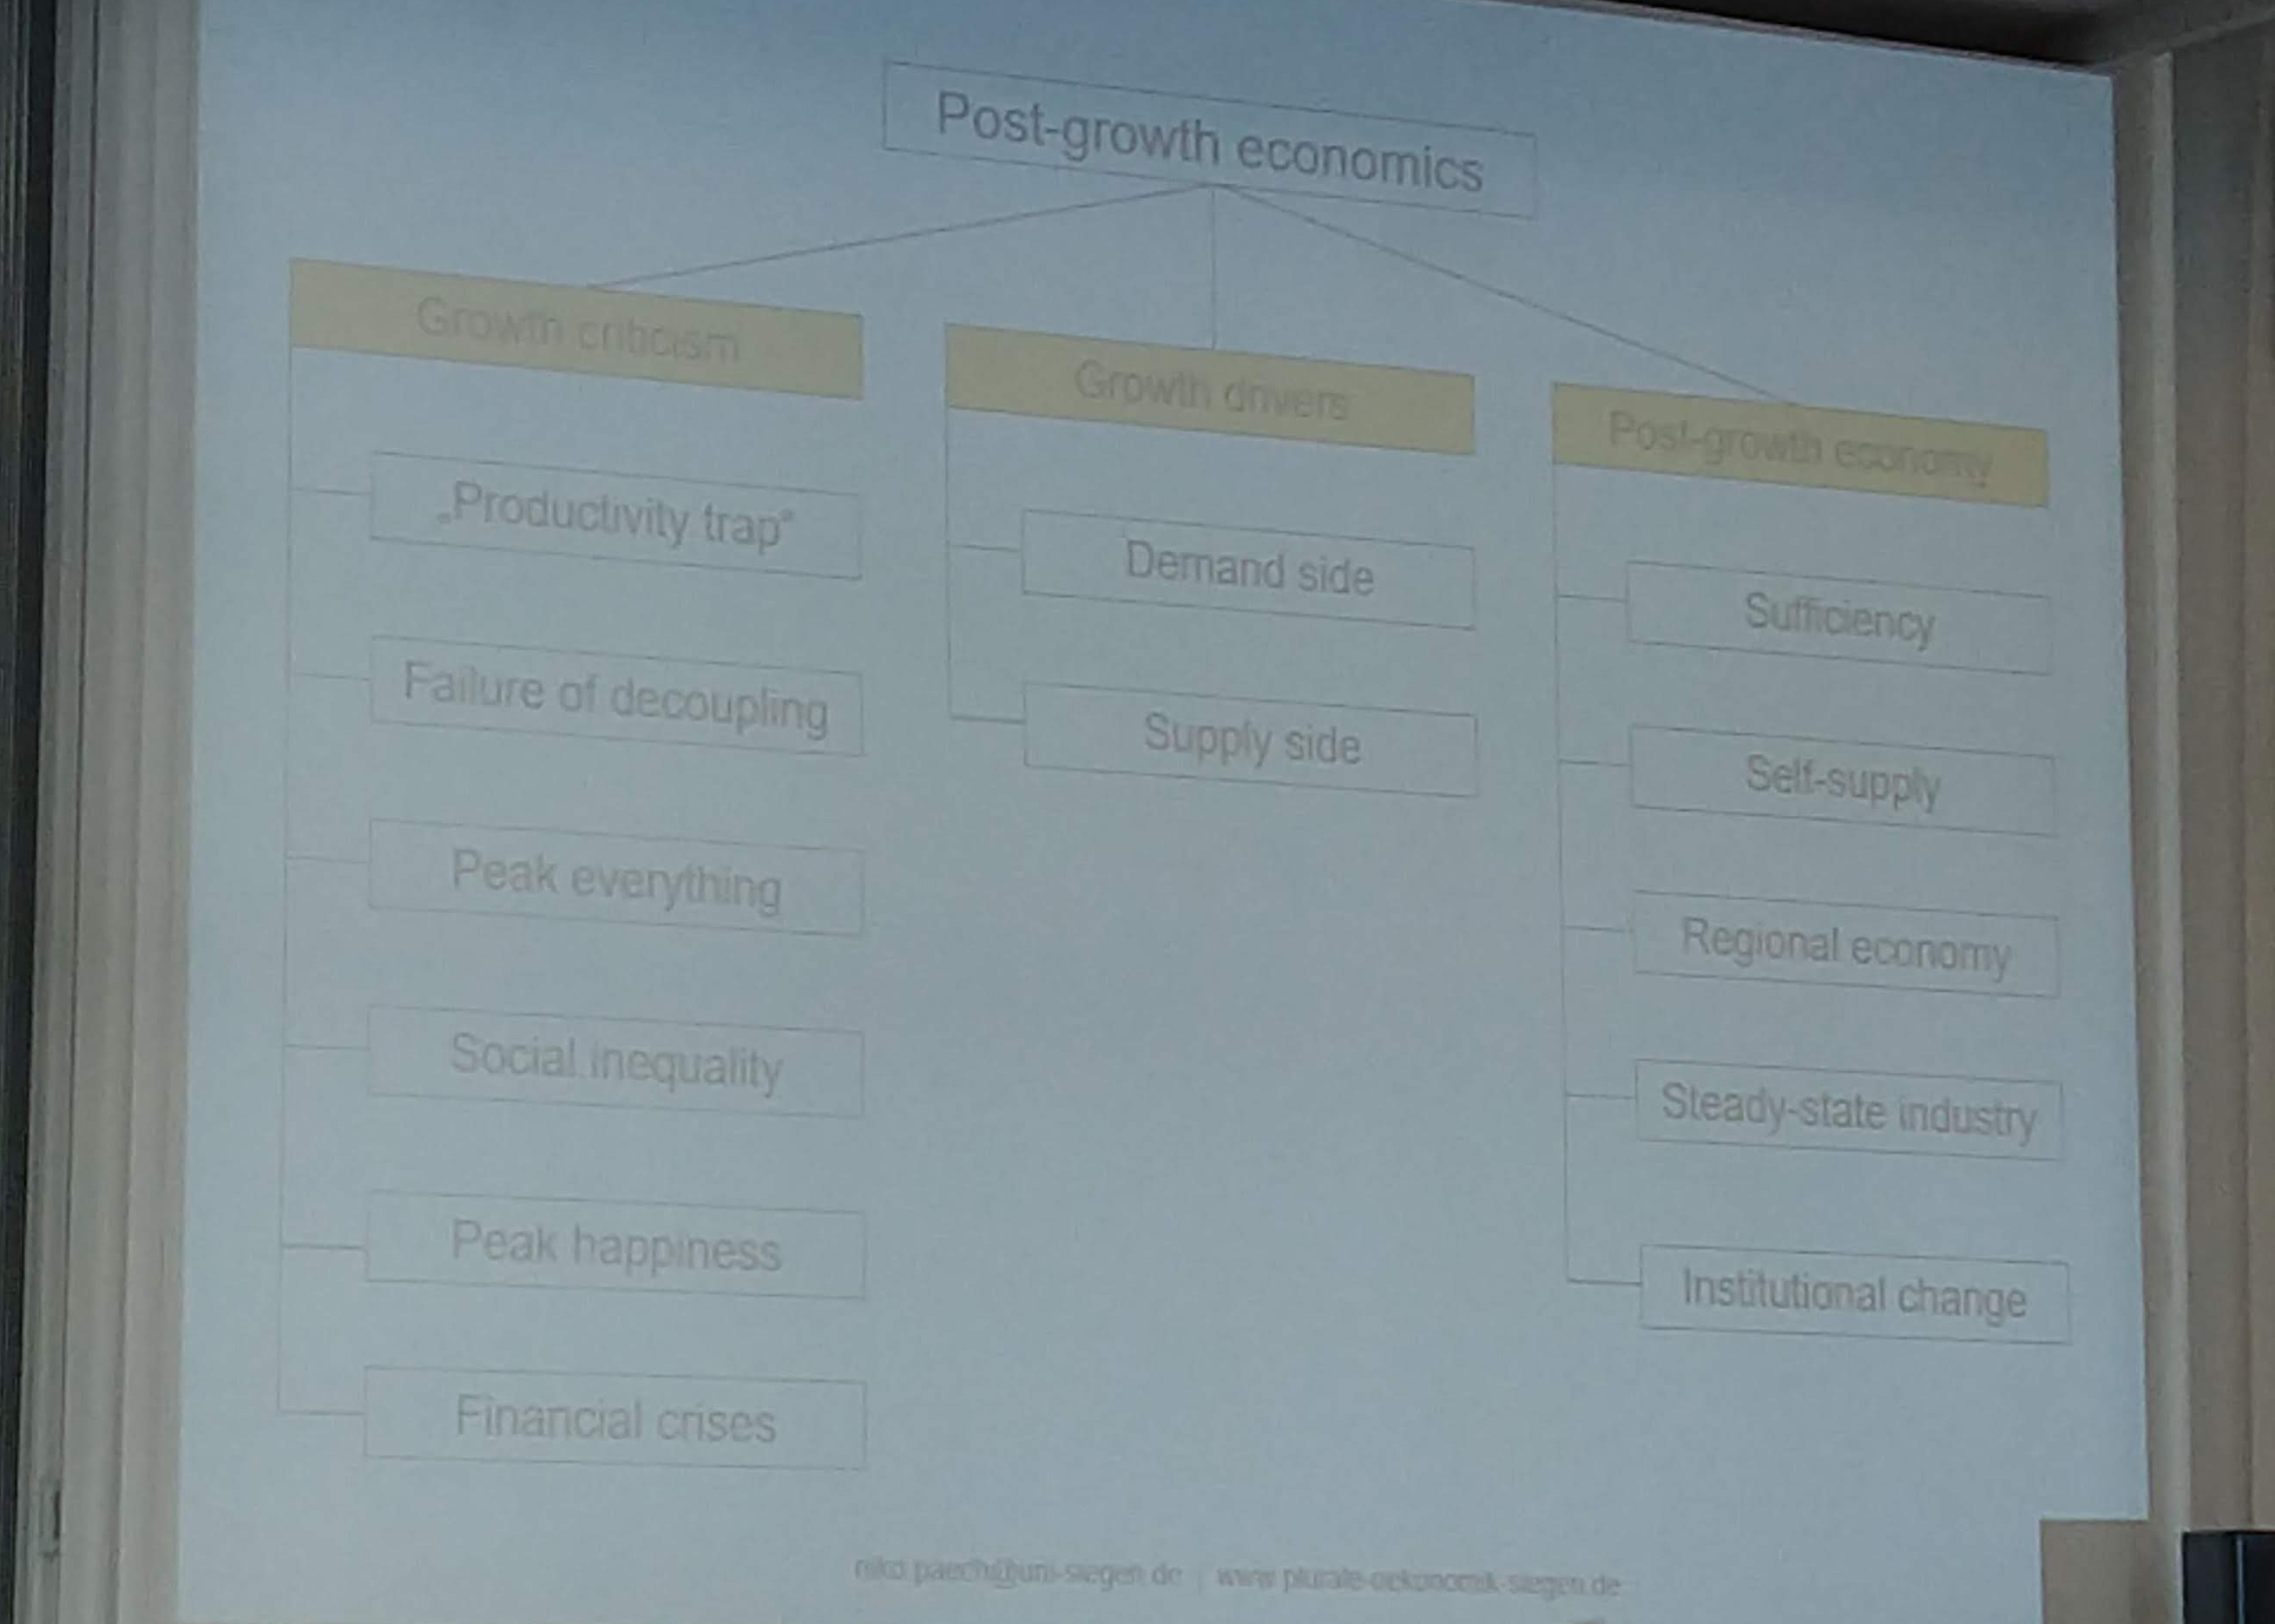 Post-growth economics
Growth criticism
„Productivity trap“
Failure of decoupling
Peak everything
Social inequality
Peak happiness
Financial crises
Growth drivers
Demand side
Supply side
Post-growth economy
Sufficiency
Self-supply
Regional economy
Steady-state industry
Institutional change
niko.paech@uni-siegen.de | www.plurale-oekonomik-siegen.de